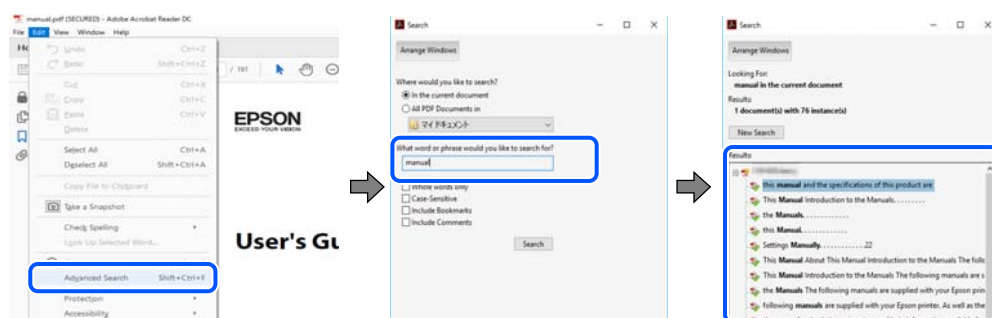 manual.pdf (SECURED) - Adobe Acrobat Reader DC
File Edit View Window Help
Undo Ctrl+Z
Redo Shift+Ctrl+Z
Cut Ctrl+X
Copy Ctrl+C
Paste Ctrl+V
Delete
Select All Ctrl+A
Deselect All Shift+Ctrl+A
Copy File to Clipboard
Take a Snapshot
Check Spelling
Look Up Selected Word...
Advanced Search Shift+Ctrl+F
Protection
Accessibility
/ 181
EPSON
EXCEED YOUR VISION
User's Gu
Search
Arrange Windows
Where would you like to search?
In the current document
All PDF Documents in
マイ ドキュメント
What word or phrase would you like to search for?
manual
Whole words only
Case-Sensitive
Include Bookmarks
Include Comments
Search
Search
Arrange Windows
Looking For:
manual in the current document
Results:
1 document(s) with 76 instance(s)
New Search
Results:
this manual and the specifications of this product are
This Manual Introduction to the Manuals. . . . . . . .
the Manuals. . . . . . . . . . . .
this Manual. . . . . . . . . . . .
Settings Manually. . . . . . . . . . . .22
This Manual About This Manual Introduction to the Manuals The follo
This Manual Introduction to the Manuals The following manuals are s
the Manuals The following manuals are supplied with your Epson prin
following manuals are supplied with your Epson printer. As well as the